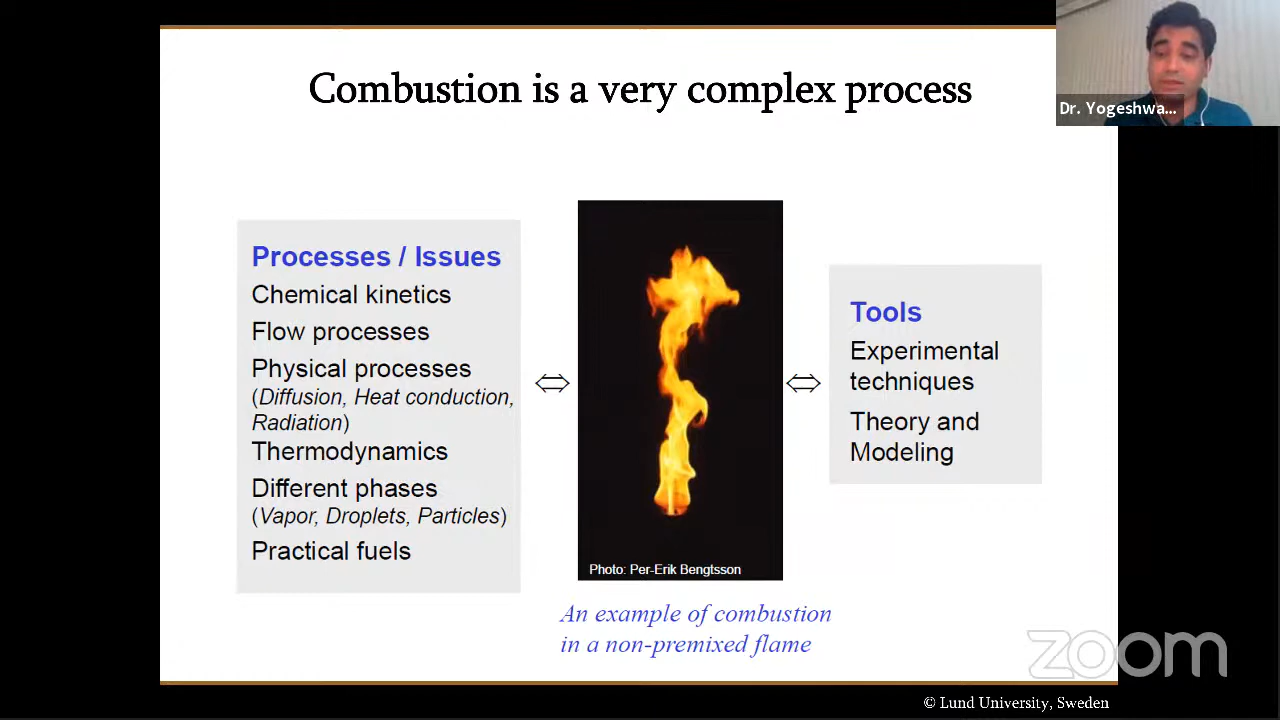 Combustion is a very complex process
Dr. Yogeshwa...
Processes / Issues
Chemical kinetics
Flow processes
Physical processes
(Diffusion, Heat conduction,
Radiation)
Thermodynamics
Different phases
(Vapor, Droplets, Particles)
Practical fuels
Photo: Per-Erik Bengtsson
An example of combustion
in a non-premixed flame
Tools
Experimental
techniques
Theory and
Modeling
zoom
© Lund University, Sweden